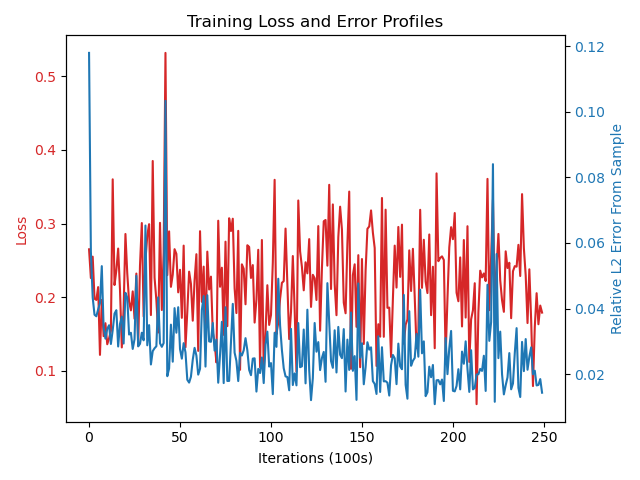 Training Loss and Error Profiles
0.5
0.4
0.3
0.2
0.1
Loss
0.12
0.10
0.08
0.06
0.04
0.02
Relative L2 Error From Sample
0 50 100 150 200 250
Iterations (100s)